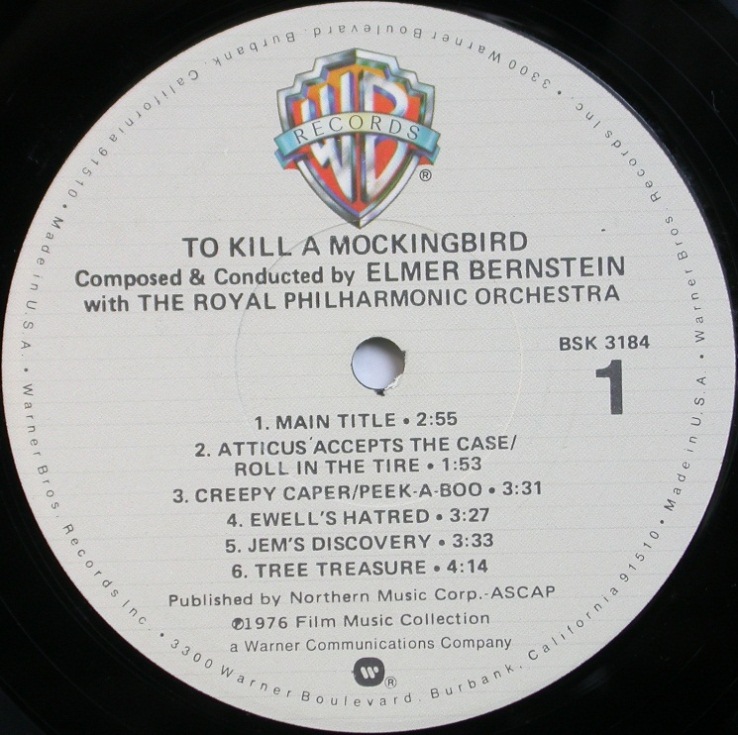 WB
RECORDS
®
TO KILL A MOCKINGBIRD
Composed & Conducted by ELMER BERNSTEIN
with THE ROYAL PHILHARMONIC ORCHESTRA
BSK 3184
1
1. MAIN TITLE • 2:55
2. ATTICUS ACCEPTS THE CASE/
ROLL IN THE TIRE • 1:53
3. CREEPY CAPER/PEEK-A-BOO • 3:31
4. EWELL'S HATRED • 3:27
5. JEM'S DISCOVERY • 3:33
6. TREE TREASURE • 4:14
Published by Northern Music Corp.-ASCAP
℗1976 Film Music Collection
a Warner Communications Company
W ®
Warner Bros. Records Inc. • 3300 Warner Boulevard. Burbank. California 91510 • Made in U.S.A. • Warner Bros. Records Inc. • 3300 Warner Boulevard. Burbank. California 91510 • Made in U.S.A. •